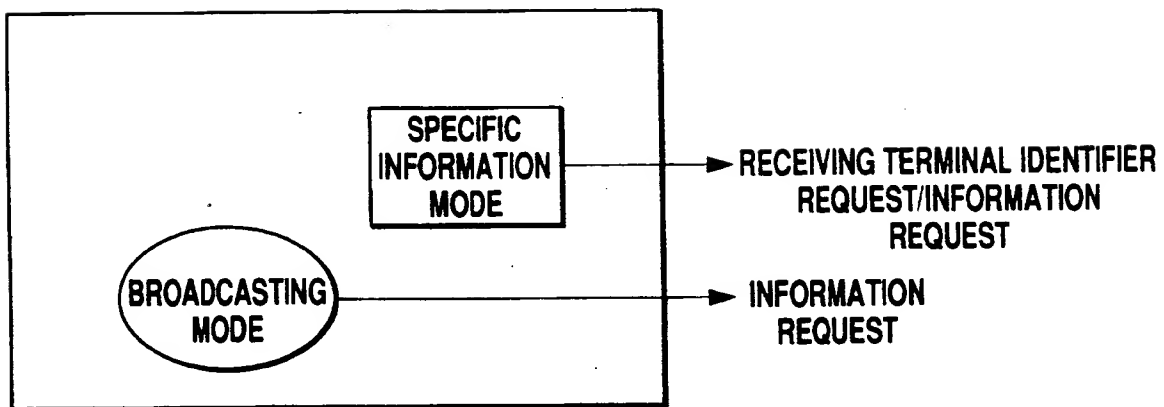 SPECIFIC
INFORMATION
MODE
RECEIVING TERMINAL IDENTIFIER
REQUEST/INFORMATION
REQUEST
BROADCASTING
MODE
INFORMATION
REQUEST